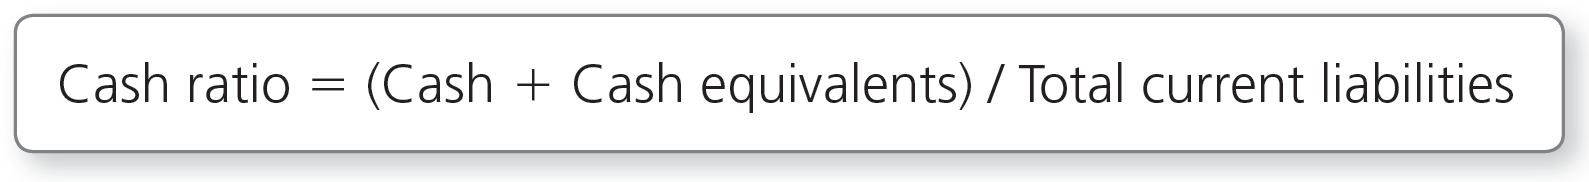 Cash ratio = (Cash + Cash equivalents) / Total current liabilities